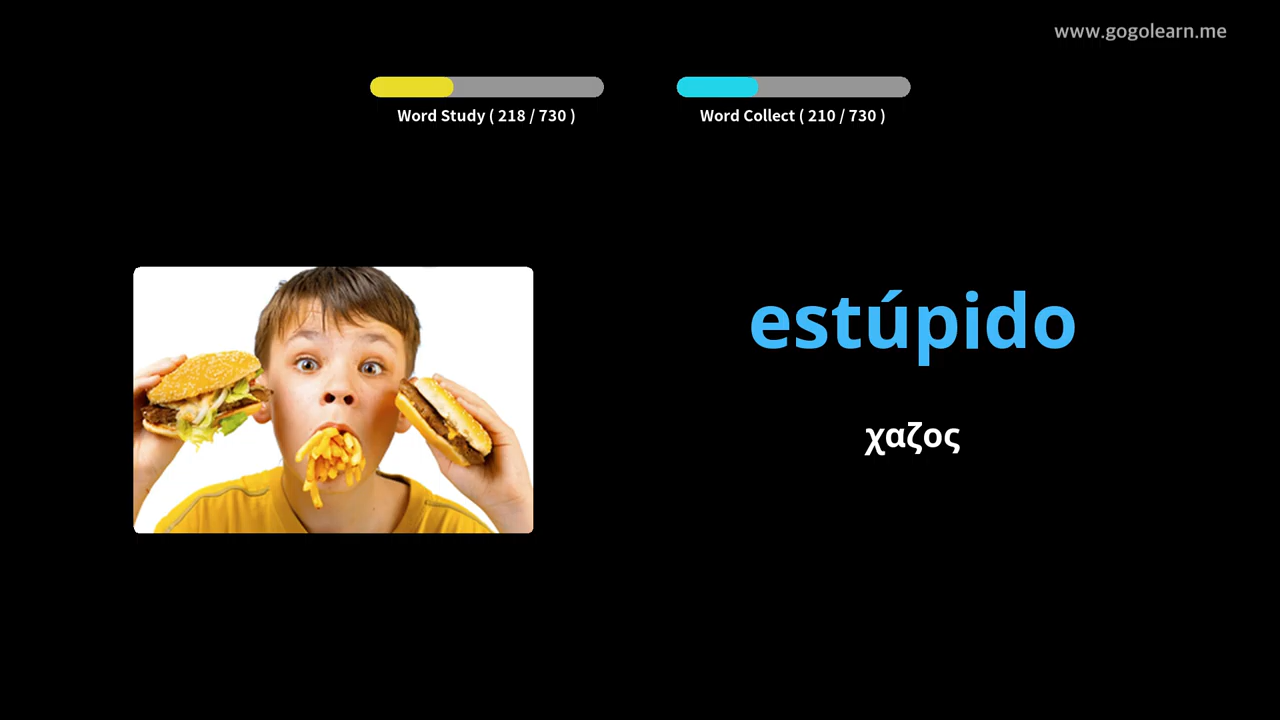 www.gogolearn.me
Word Study ( 218 / 730 )
Word Collect ( 210 / 730 )
estúpido
χαζος